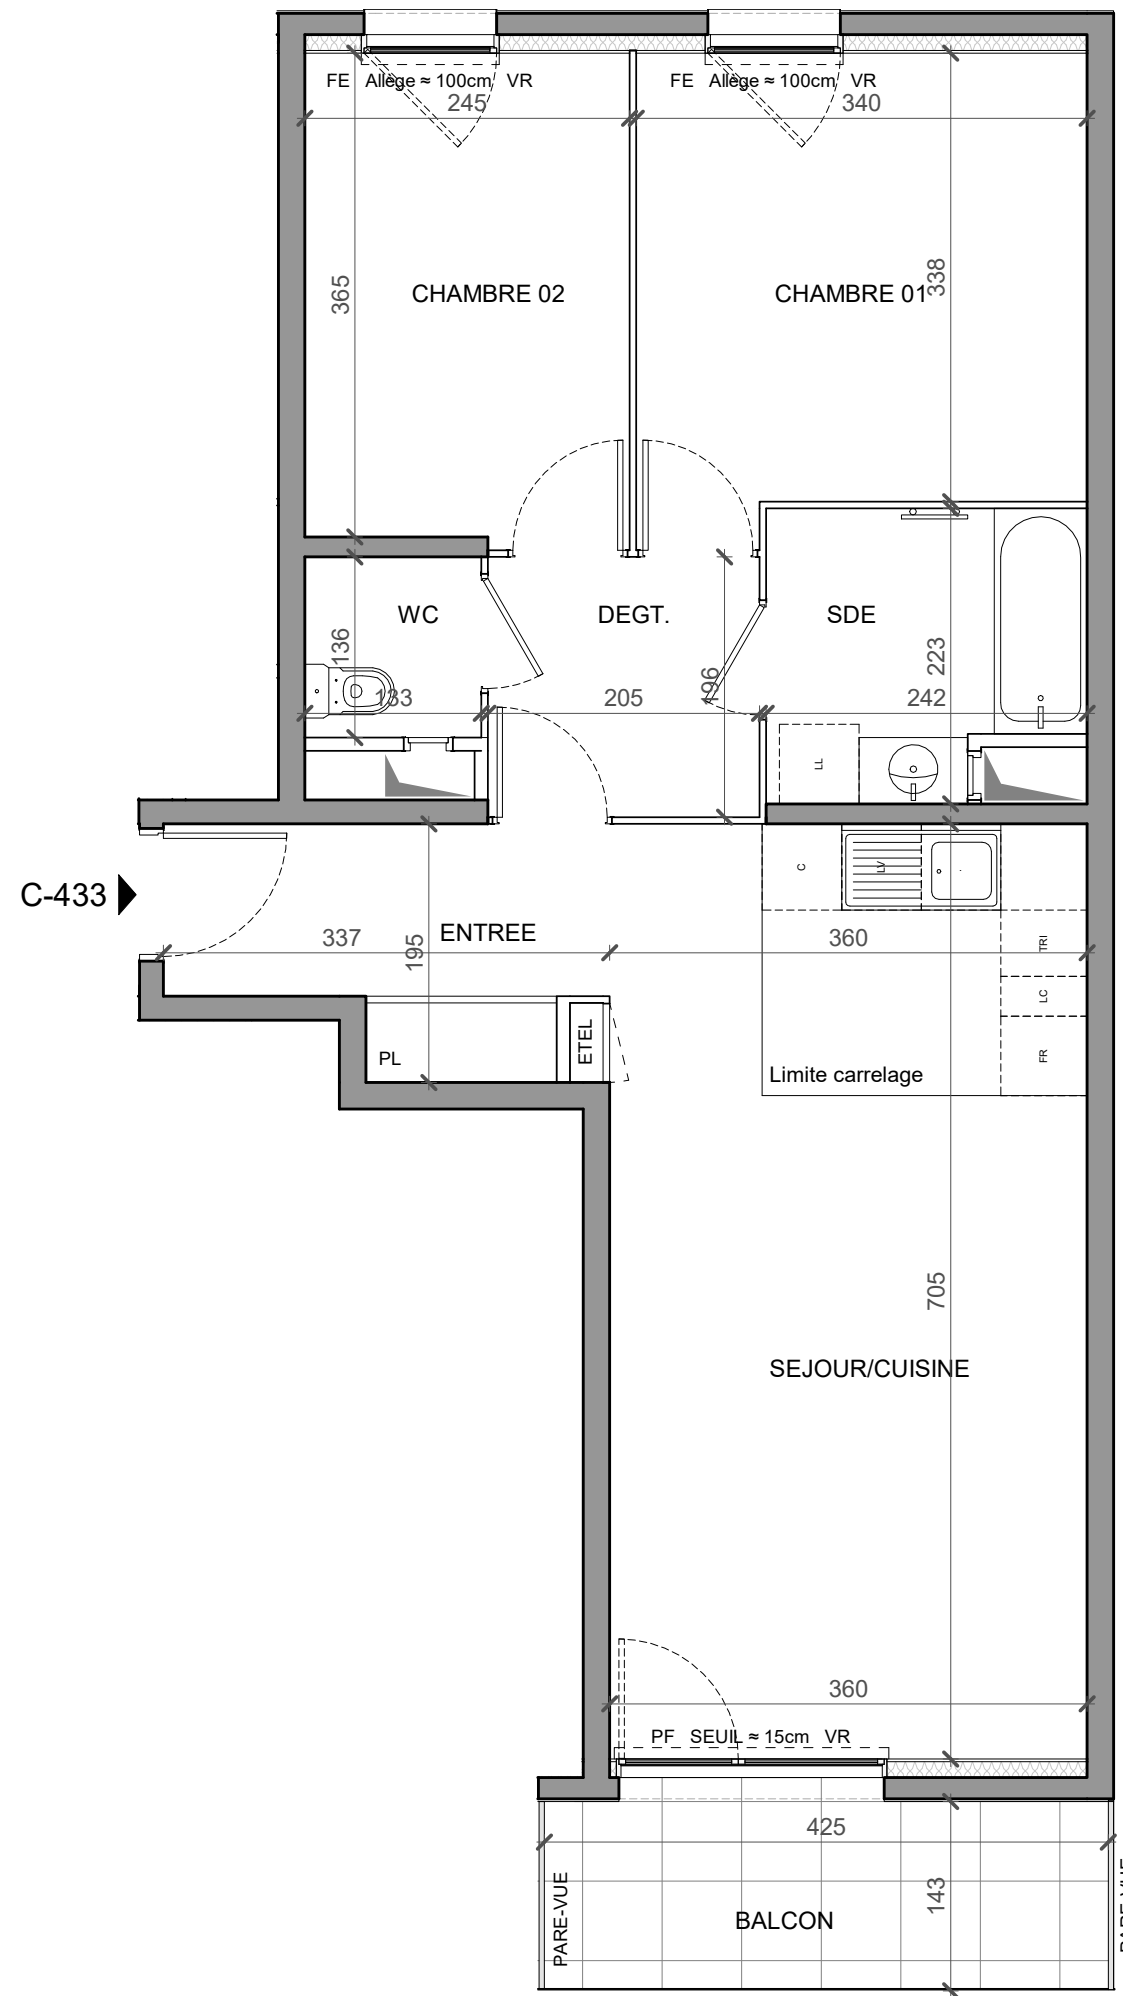 FE Allège ≈ 100cm VR
FE Allège ≈ 100cm VR
245
340
365
CHAMBRE 02
CHAMBRE 01
338
WC
DEGT.
SDE
136
196
223
133
205
242
LL
C-433
C
LV
337
ENTREE
195
360
TRI
LC
FR
PL
ETEL
Limite carrelage
705
SEJOUR/CUISINE
360
PF SEUIL ≈ 15cm VR
425
PARE-VUE
BALCON
143
PARE-VUE